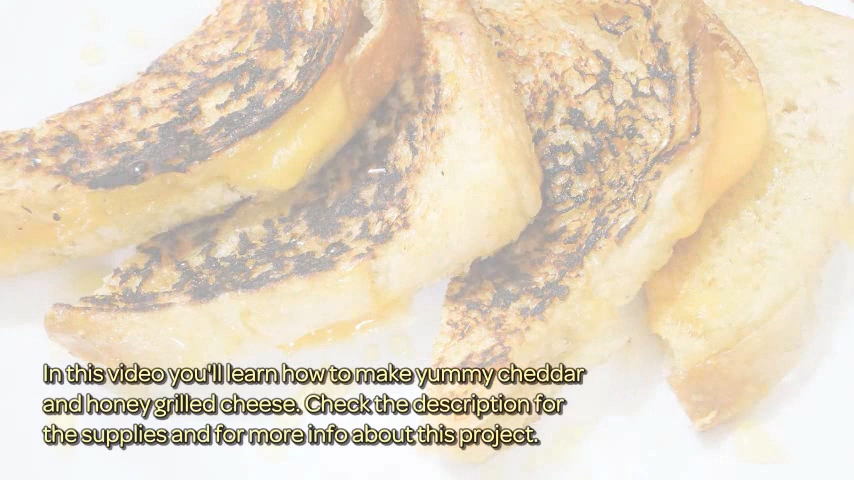 In this video you'll learn how to make yummy cheddar
and honey grilled cheese. Check the description for
the supplies and for more info about this project.